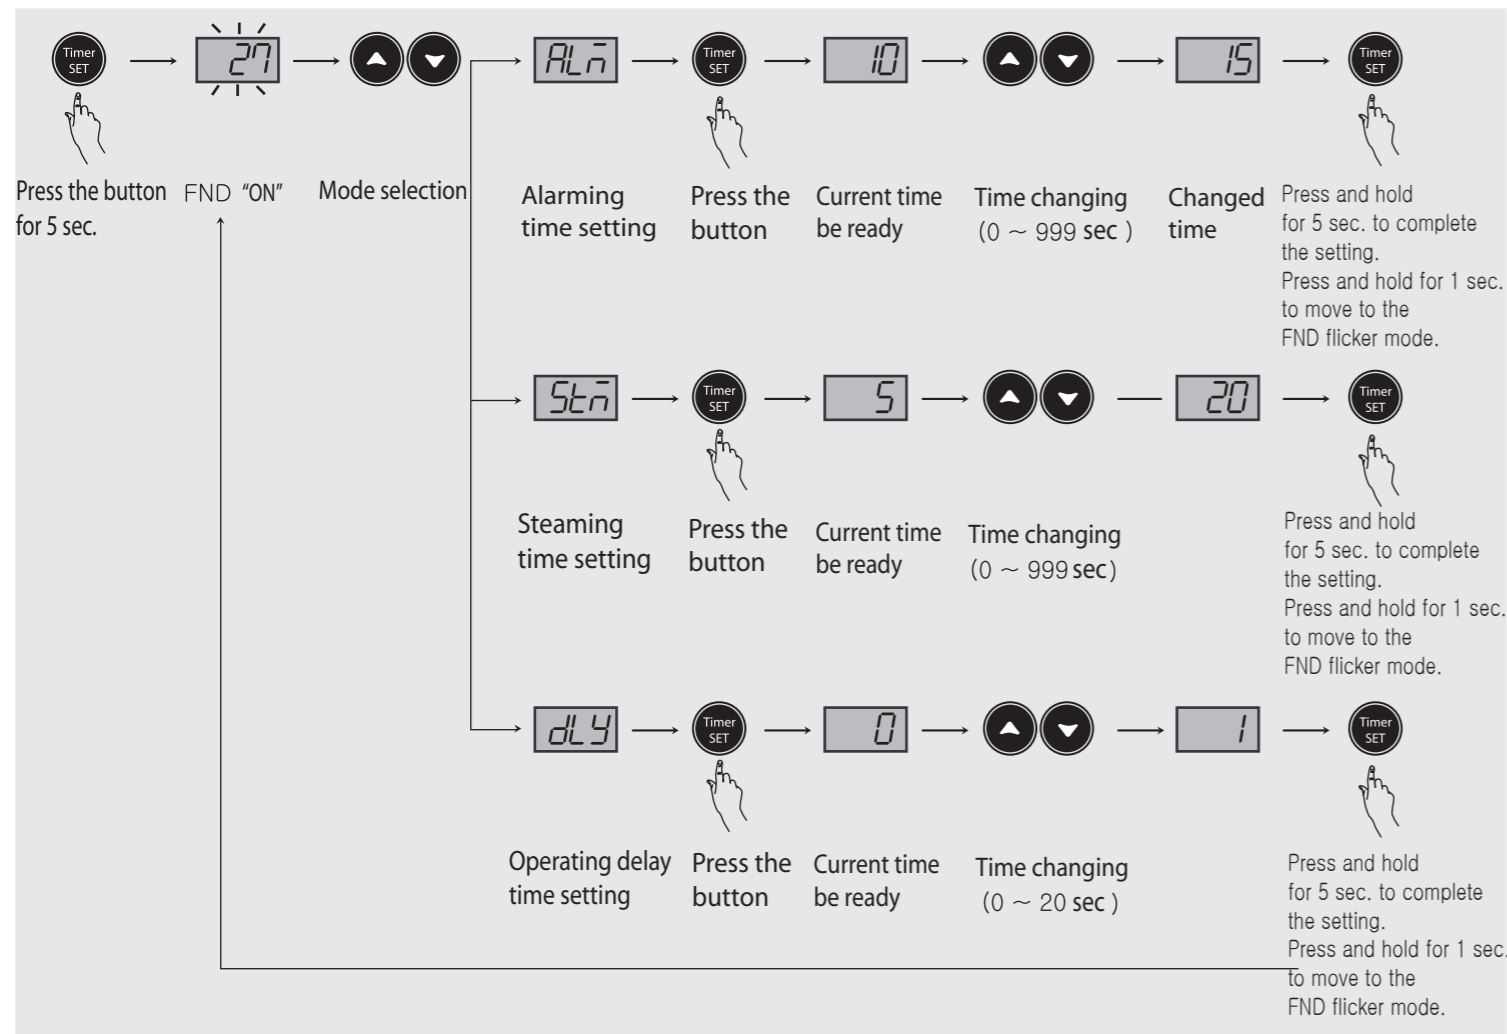 Timer
SET
27
ALm
Timer
SET
10
15
Timer
SET
Press the button
for 5 sec.
FND "ON"
Mode selection
Alarming
time setting
Press the
button
Current time
be ready
Time changing
(0 ~ 999 sec )
Changed
time
Press and hold
for 5 sec. to complete
the setting.
Press and hold for 1 sec.
to move to the
FND flicker mode.
Stm
Timer
SET
5
20
Timer
SET
Steaming
time setting
Press the
button
Current time
be ready
Time changing
(0 ~ 999 sec)
Press and hold
for 5 sec. to complete
the setting.
Press and hold for 1 sec.
to move to the
FND flicker mode.
dLY
Timer
SET
0
1
Timer
SET
Operating delay
time setting
Press the
button
Current time
be ready
Time changing
(0 ~ 20 sec )
Press and hold
for 5 sec. to complete
the setting.
Press and hold for 1 sec.
to move to the
FND flicker mode.